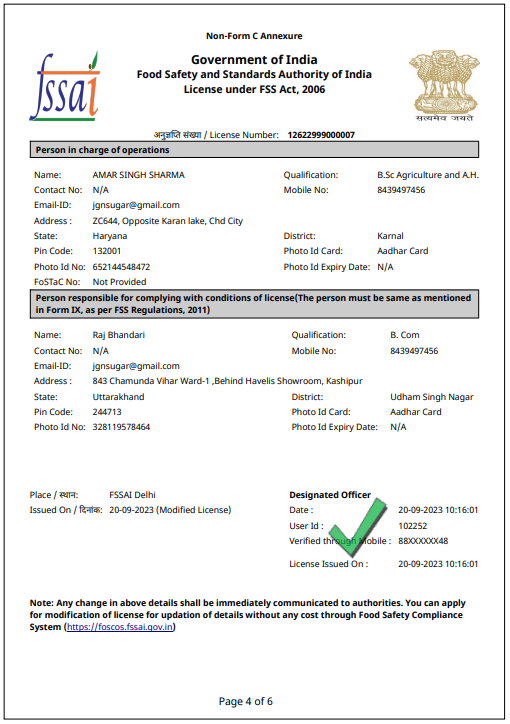 Non-Form C Annexure
fssai
Government of India
Food Safety and Standards Authority of India
License under FSS Act, 2006
सत्यमेव जयते
अनुज्ञप्ति संख्या / License Number: 12622999000007
Person in charge of operations
Name: AMAR SINGH SHARMA Qualification: B.Sc Agriculture and A.H.
Contact No: N/A Mobile No: 8439497456
Email-ID: jgnsugar@gmail.com
Address : ZC644, Opposite Karan lake, Chd City
State: Haryana District: Karnal
Pin Code: 132001 Photo Id Card: Aadhar Card
Photo Id No: 652144548472 Photo Id Expiry Date: N/A
FoSTaC No: Not Provided
Person responsible for complying with conditions of license(The person must be same as mentioned
in Form IX, as per FSS Regulations, 2011)
Name: Raj Bhandari Qualification: B. Com
Contact No: N/A Mobile No: 8439497456
Email-ID: jgnsugar@gmail.com
Address : 843 Chamunda Vihar Ward-1 ,Behind Havelis Showroom, Kashipur
State: Uttarakhand District: Udham Singh Nagar
Pin Code: 244713 Photo Id Card: Aadhar Card
Photo Id No: 328119578464 Photo Id Expiry Date: N/A
Place / स्थान: FSSAI Delhi Designated Officer
Issued On / दिनांक: 20-09-2023 (Modified License) Date : 20-09-2023 10:16:01
User Id : 102252
Verified through Mobile : 88XXXXXX48
License Issued On : 20-09-2023 10:16:01
Note: Any change in above details shall be immediately communicated to authorities. You can apply
for modification of license for updation of details without any cost through Food Safety Compliance
System (https://foscos.fssai.gov.in)
Page 4 of 6